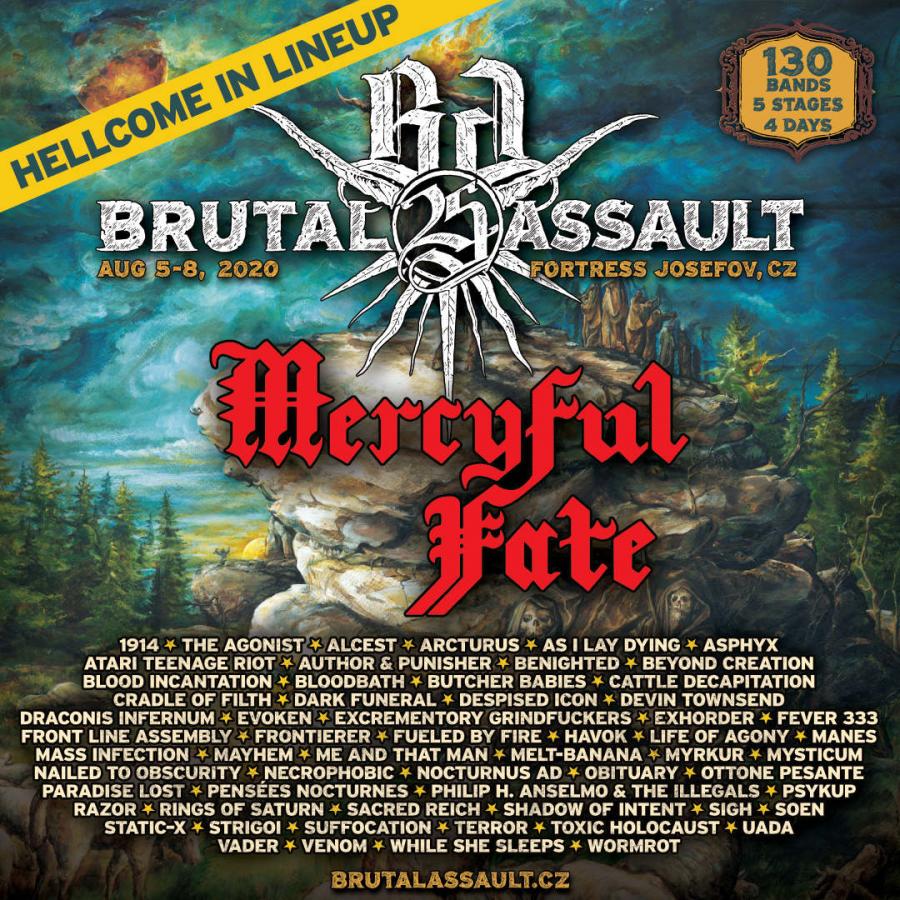 HELLCOME IN LINEUP
130
BANDS
5 STAGES
4 DAYS
BA
25
BRUTAL ASSAULT
AUG 5-8, 2020
FORTRESS JOSEFOV, CZ
Mercyful
Fate
1914 ★ THE AGONIST ★ ALCEST ★ ARCTURUS ★ AS I LAY DYING ★ ASPHYX
ATARI TEENAGE RIOT ★ AUTHOR & PUNISHER ★ BENIGHTED ★ BEYOND CREATION
BLOOD INCANTATION ★ BLOODBATH ★ BUTCHER BABIES ★ CATTLE DECAPITATION
CRADLE OF FILTH ★ DARK FUNERAL ★ DESPISED ICON ★ DEVIN TOWNSEND
DRACONIS INFERNUM ★ EVOKEN ★ EXCREMENTORY GRINDFUCKERS ★ EXHORDER ★ FEVER 333
FRONT LINE ASSEMBLY ★ FRONTIERER ★ FUELED BY FIRE ★ HAVOK ★ LIFE OF AGONY ★ MANES
MASS INFECTION ★ MAYHEM ★ ME AND THAT MAN ★ MELT-BANANA ★ MYRKUR ★ MYSTICUM
NAILED TO OBSCURITY ★ NECROPHOBIC ★ NOCTURNUS AD ★ OBITUARY ★ OTTONE PESANTE
PARADISE LOST ★ PENSÉES NOCTURNES ★ PHILIP H. ANSELMO & THE ILLEGALS ★ PSYKUP
RAZOR ★ RINGS OF SATURN ★ SACRED REICH ★ SHADOW OF INTENT ★ SIGH ★ SOEN
STATIC-X ★ STRIGOI ★ SUFFOCATION ★ TERROR ★ TOXIC HOLOCAUST ★ UADA
VADER ★ VENOM ★ WHILE SHE SLEEPS ★ WORMROT
BRUTALASSAULT.CZ